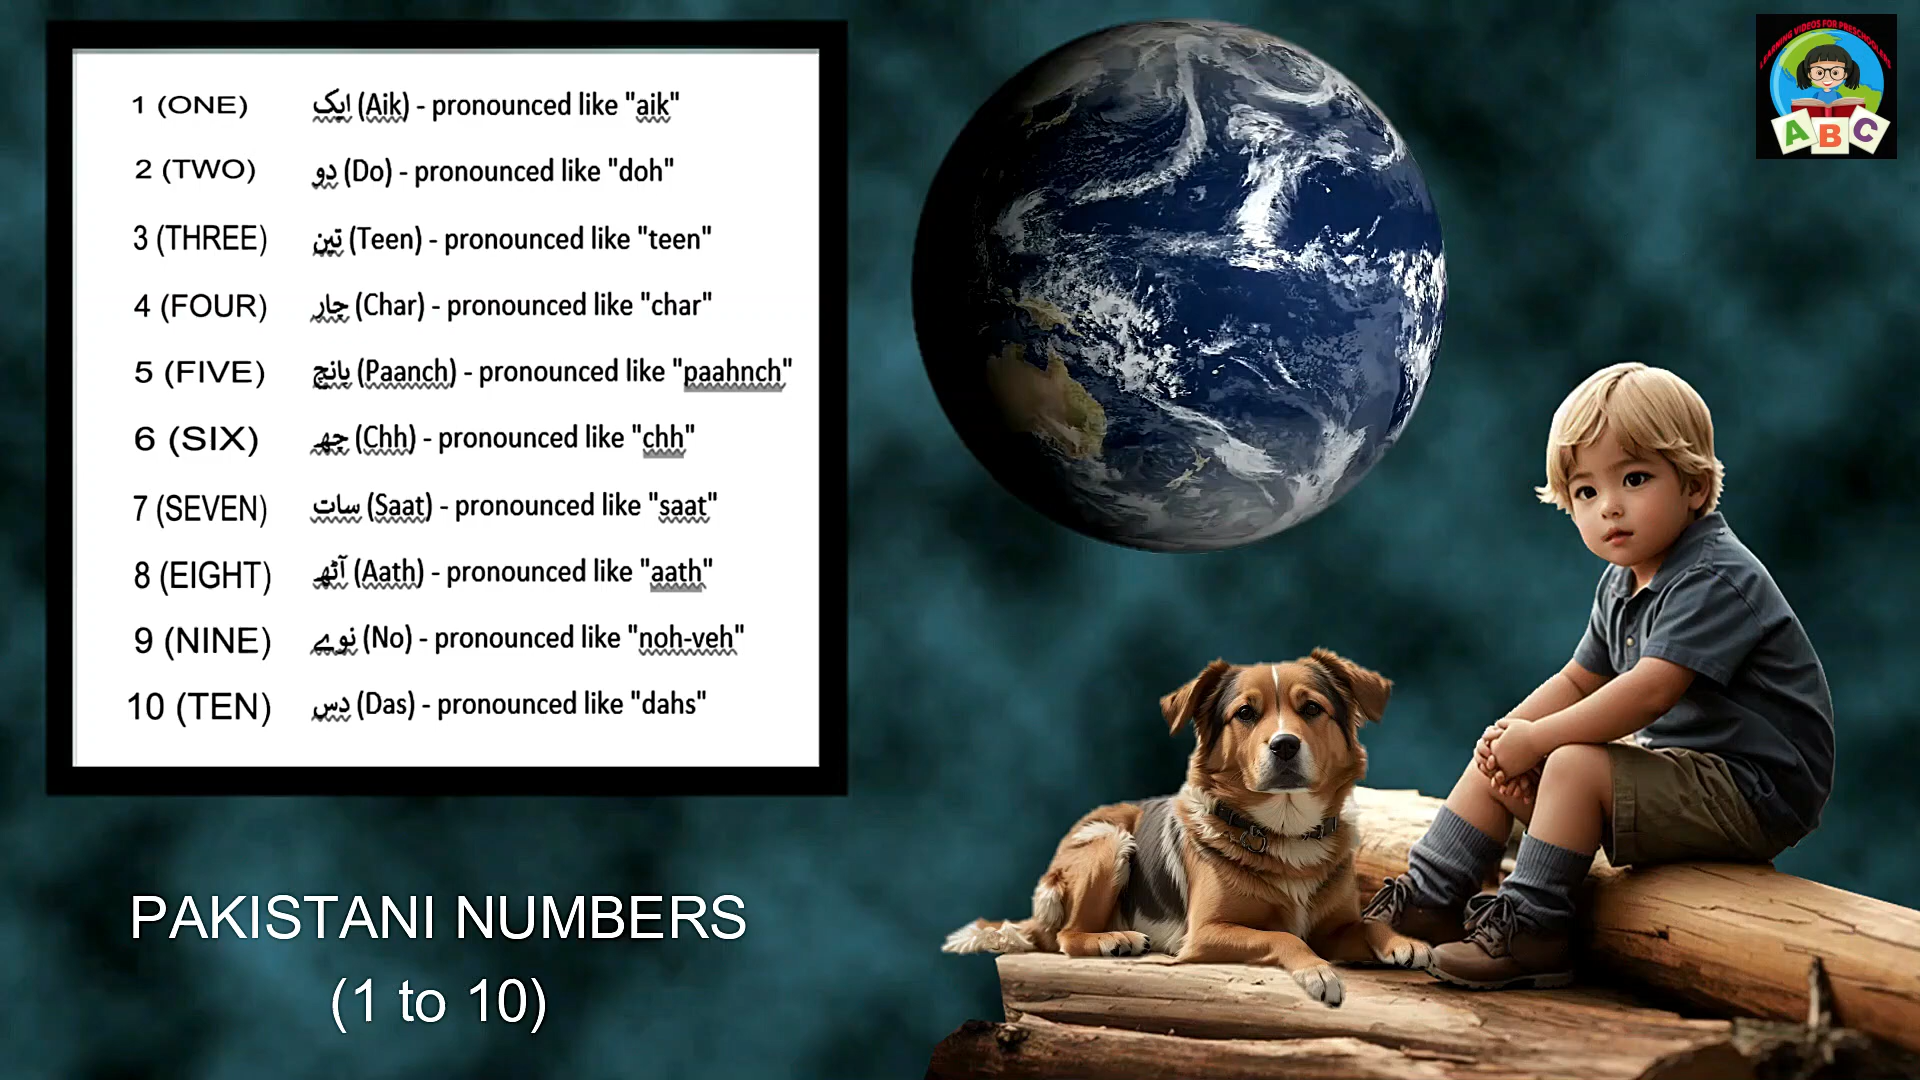 1 (ONE) ایک (Aik) - pronounced like "aik"
2 (TWO) دو (Do) - pronounced like "doh"
3 (THREE) تین (Teen) - pronounced like "teen"
4 (FOUR) چار (Char) - pronounced like "char"
5 (FIVE) پانچ (Paanch) - pronounced like "paahnch"
6 (SIX) چھ (Chh) - pronounced like "chh"
7 (SEVEN) سات (Saat) - pronounced like "saat"
8 (EIGHT) آٹھ (Aath) - pronounced like "aath"
9 (NINE) نوے (No) - pronounced like "noh-veh"
10 (TEN) دس (Das) - pronounced like "dahs"
PAKISTANI NUMBERS
(1 to 10)
LEARNING VIDEOS FOR PRESCHOOLERS
A B C